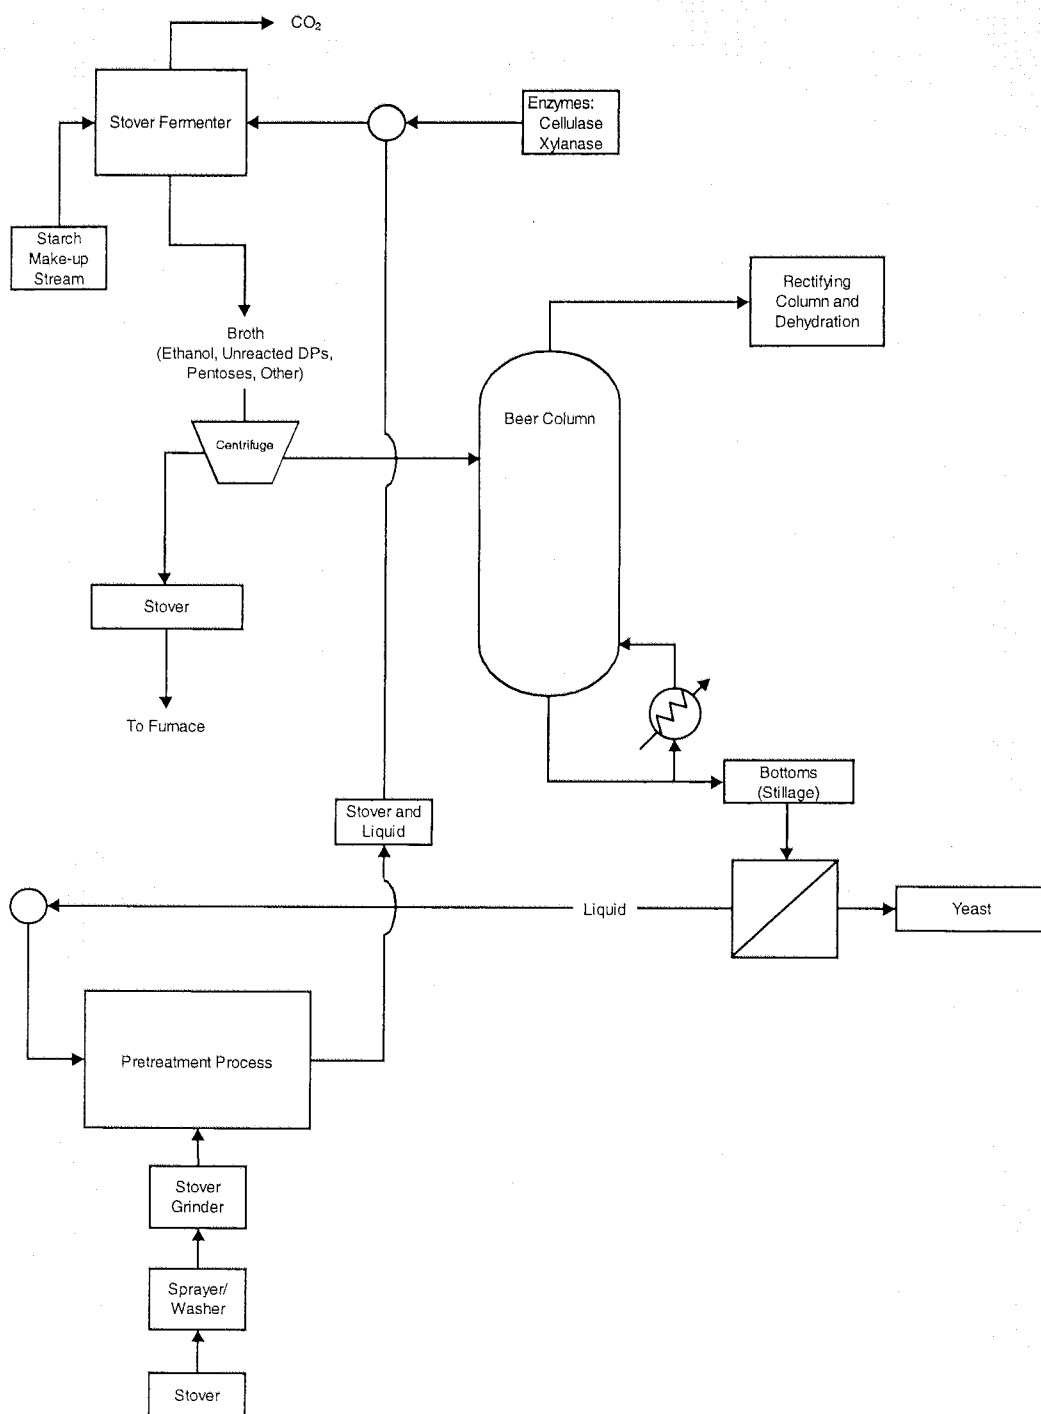 CO₂
Enzymes:
Cellulase
Xylanase
Stover Fermenter
Starch
Make-up
Stream
Rectifying
Column and
Dehydration
Broth
(Ethanol, Unreacted DPs,
Pentoses, Other)
Beer Column
Centrifuge
Stover
To Furnace
Bottoms
(Stillage)
Stover and
Liquid
Liquid
Yeast
Pretreatment Process
Stover
Grinder
Sprayer/
Washer
Stover